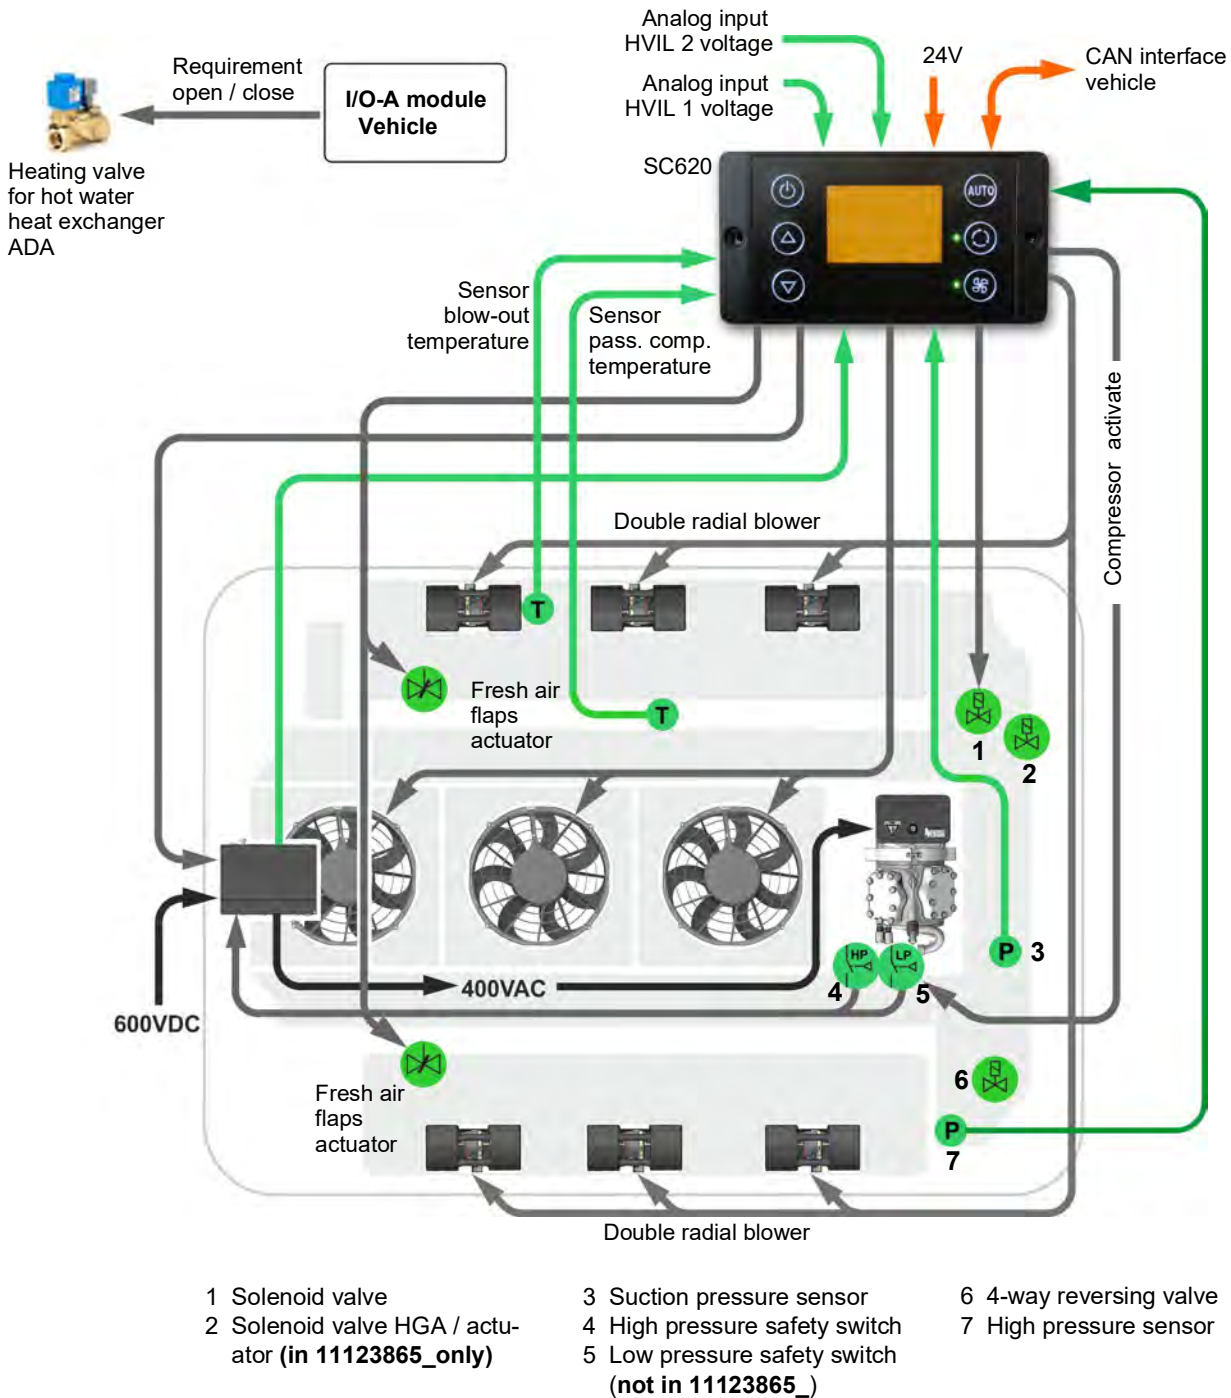 Analog input
HVIL 2 voltage
24V
CAN interface
vehicle
Requirement
open / close
I/O-A module
Vehicle
Analog input
HVIL 1 voltage
SC620
AUTO
Heating valve
for hot water
heat exchanger
ADA
Sensor
blow-out
temperature
Sensor
pass. comp.
temperature
Compressor activate
Double radial blower
T
Fresh air
flaps
actuator
T
1
2
400VAC
600VDC
HP
LP
P
3
4
5
Fresh air
flaps
actuator
6
P
7
Double radial blower
1 Solenoid valve
2 Solenoid valve HGA / actu-
ator (in 11123865_only)
3 Suction pressure sensor
4 High pressure safety switch
5 Low pressure safety switch
(not in 11123865_)
6 4-way reversing valve
7 High pressure sensor